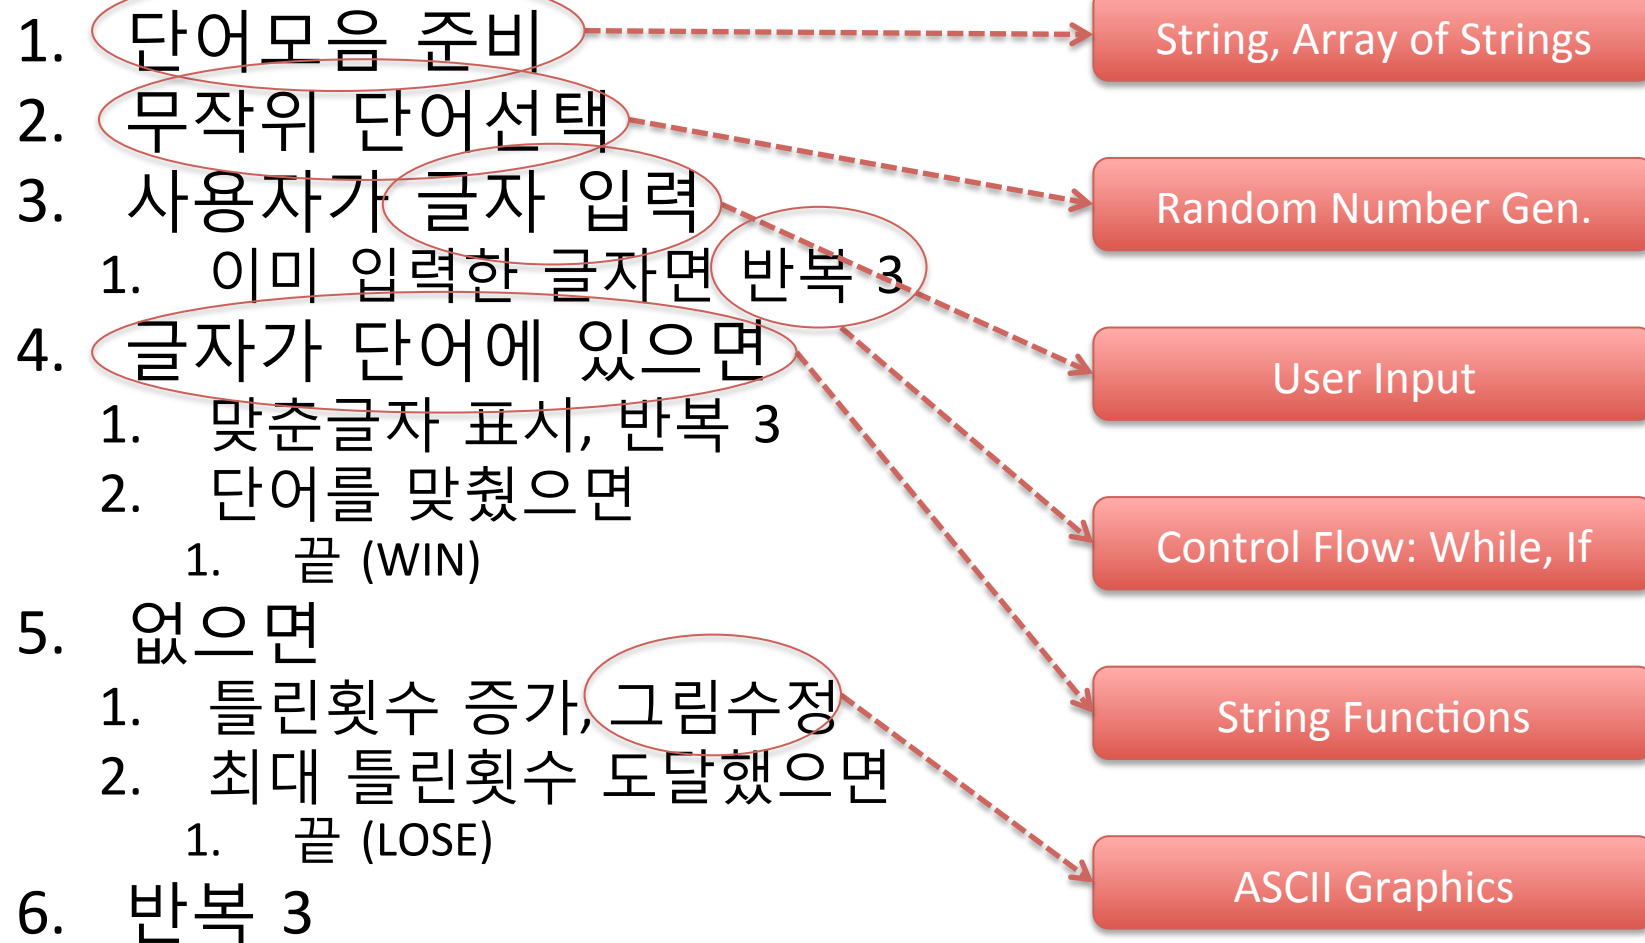 1. 단어모음 준비
2. 무작위 단어선택
3. 사용자가 글자 입력
1. 이미 입력한 글자면 반복 3
4. 글자가 단어에 있으면
1. 맞춘글자 표시, 반복 3
2. 단어를 맞췄으면
1. 끝 (WIN)
5. 없으면
1. 틀린횟수 증가, 그림수정
2. 최대 틀린횟수 도달했으면
1. 끝 (LOSE)
6. 반복 3
String, Array of Strings
Random Number Gen.
User Input
Control Flow: While, If
String Functions
ASCII Graphics